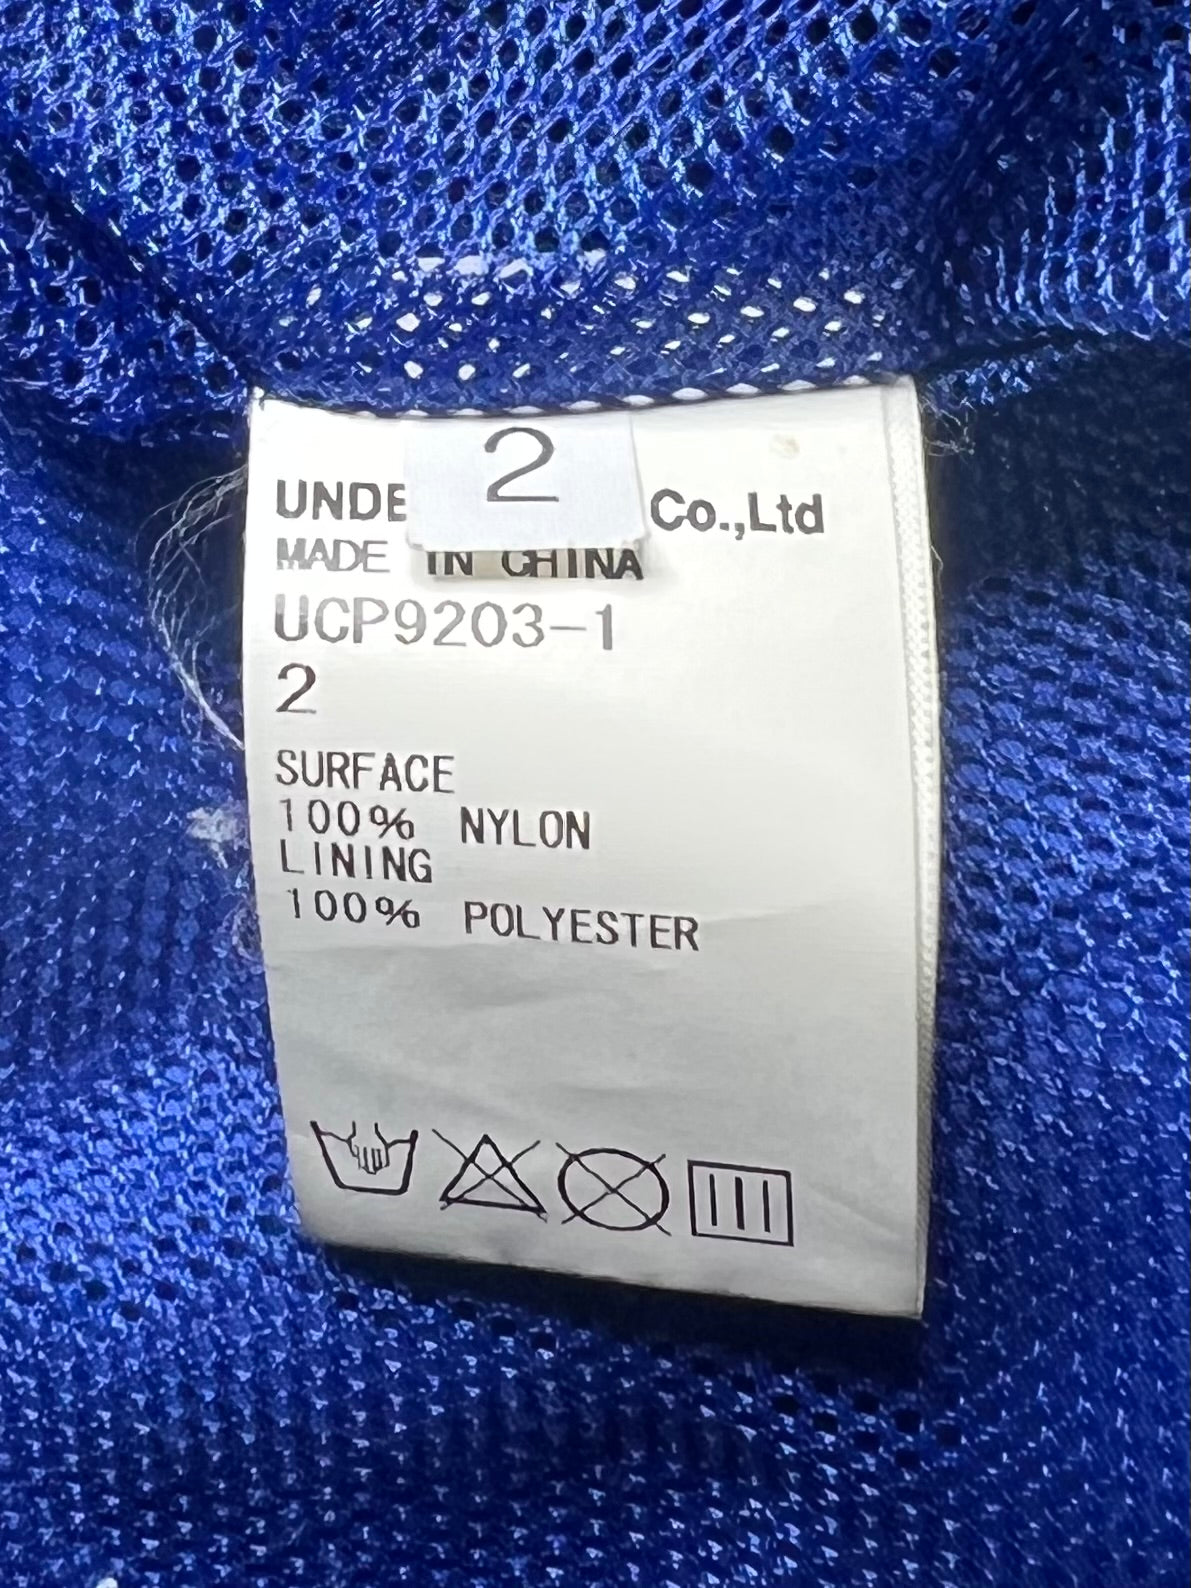 2
UNDE Co.,Ltd
MADE IN CHINA
UCP9203-1
2
SURFACE
100% NYLON
LINING
100% POLYESTER